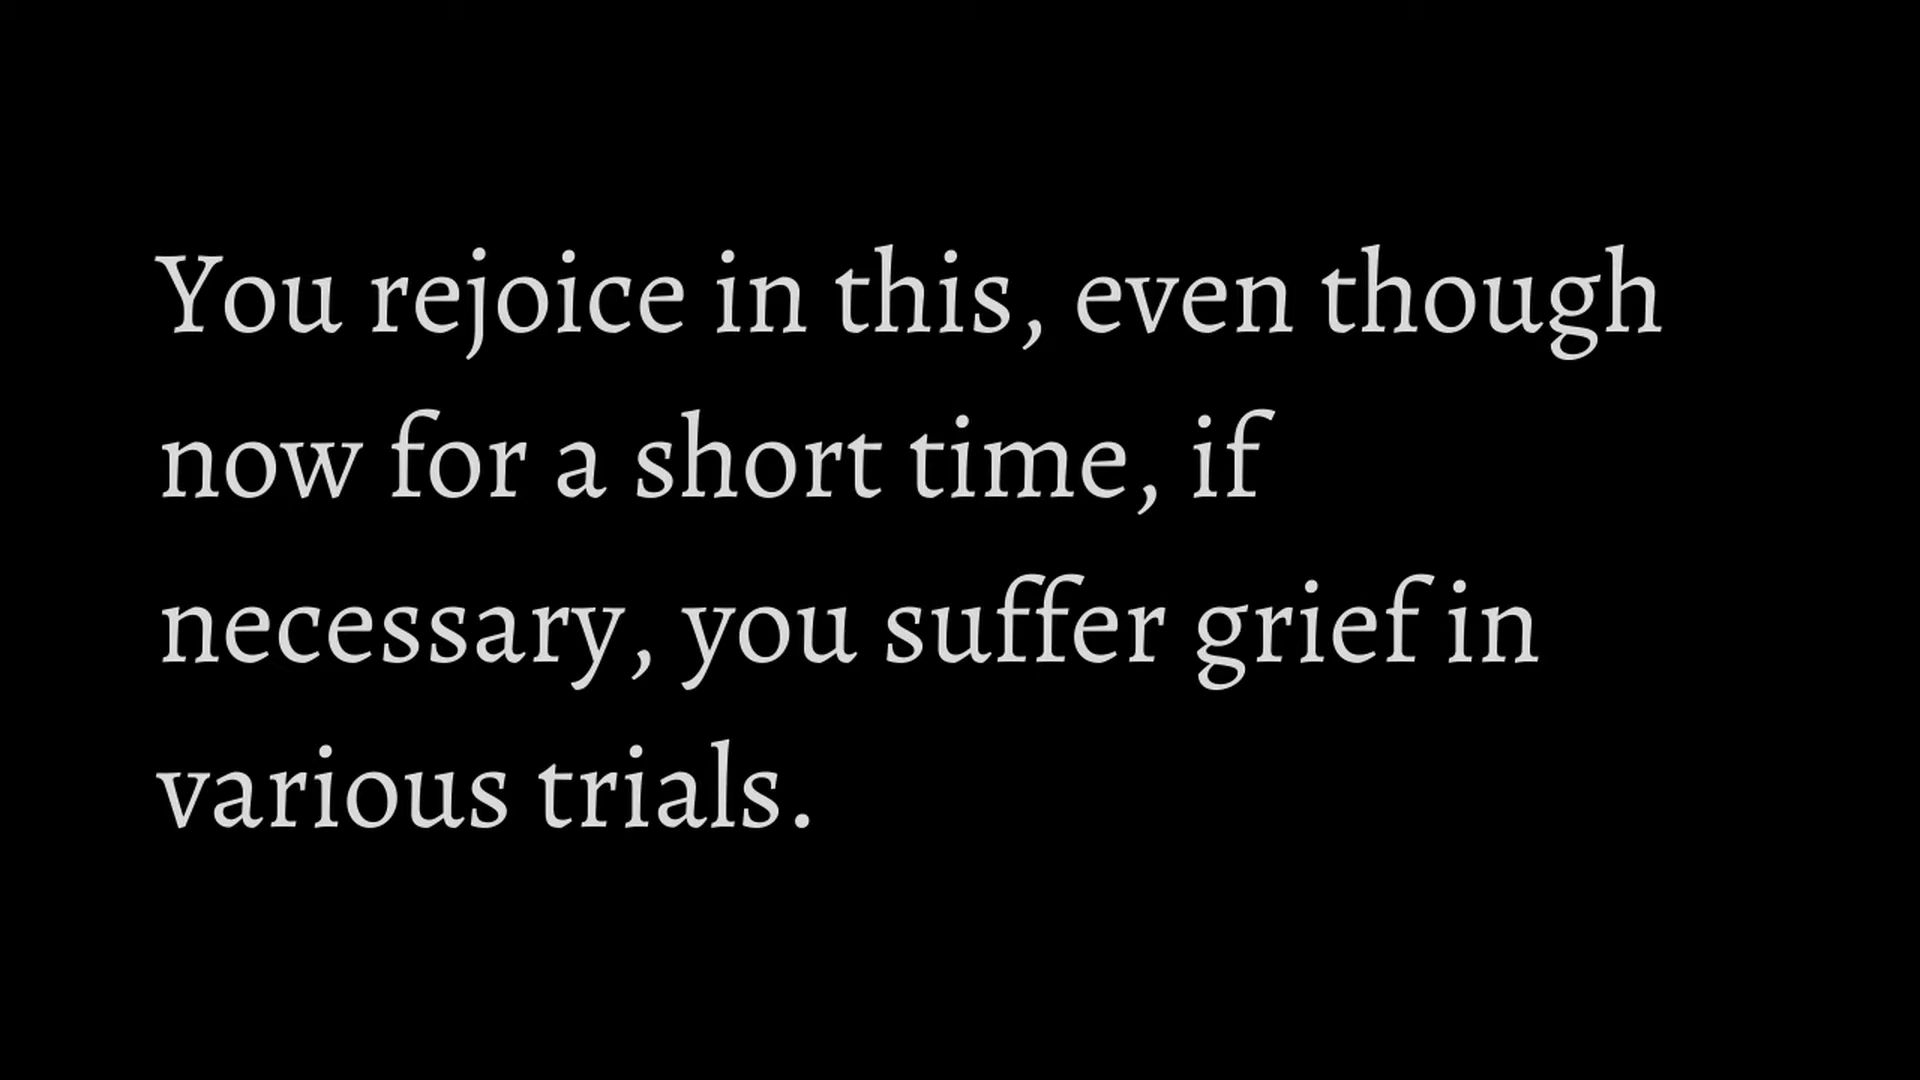 You rejoice in this, even though
now for a short time, if
necessary, you suffer grief in
various trials.